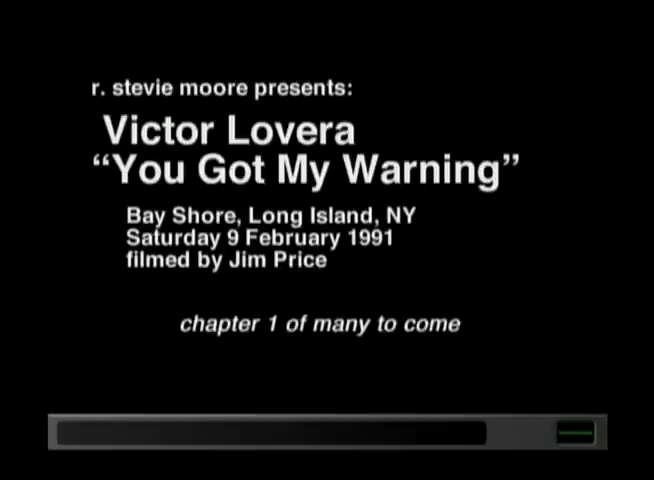 r. stevie moore presents:
Victor Lovera
“You Got My Warning”
Bay Shore, Long Island, NY
Saturday 9 February 1991
filmed by Jim Price
chapter 1 of many to come